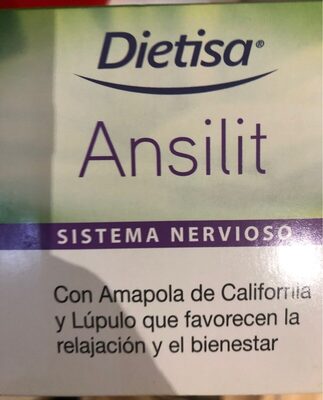 Dietisa®
Ansilit
SISTEMA NERVIOSO
Con Amapola de California
y Lúpulo que favorecen la
relajación y el bienestar